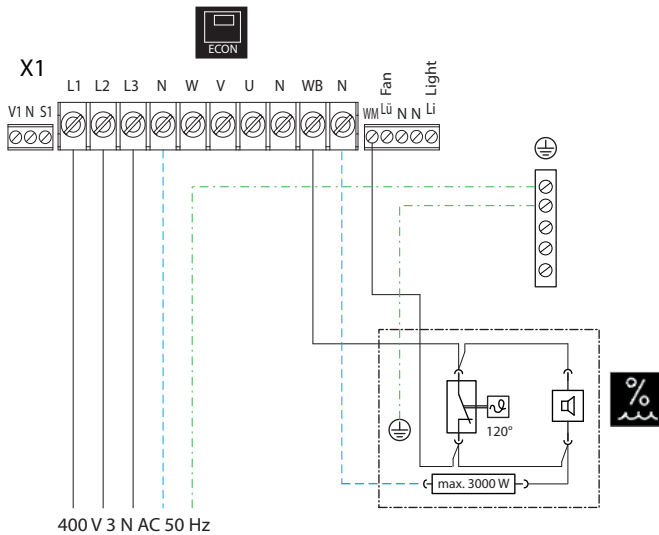 ECON
X1
L1 L2 L3 N W V U N WB N
Fan
Light
V1 N S1
WM Lü N N Li
120°
%
max. 3000 W
400 V 3 N AC 50 Hz